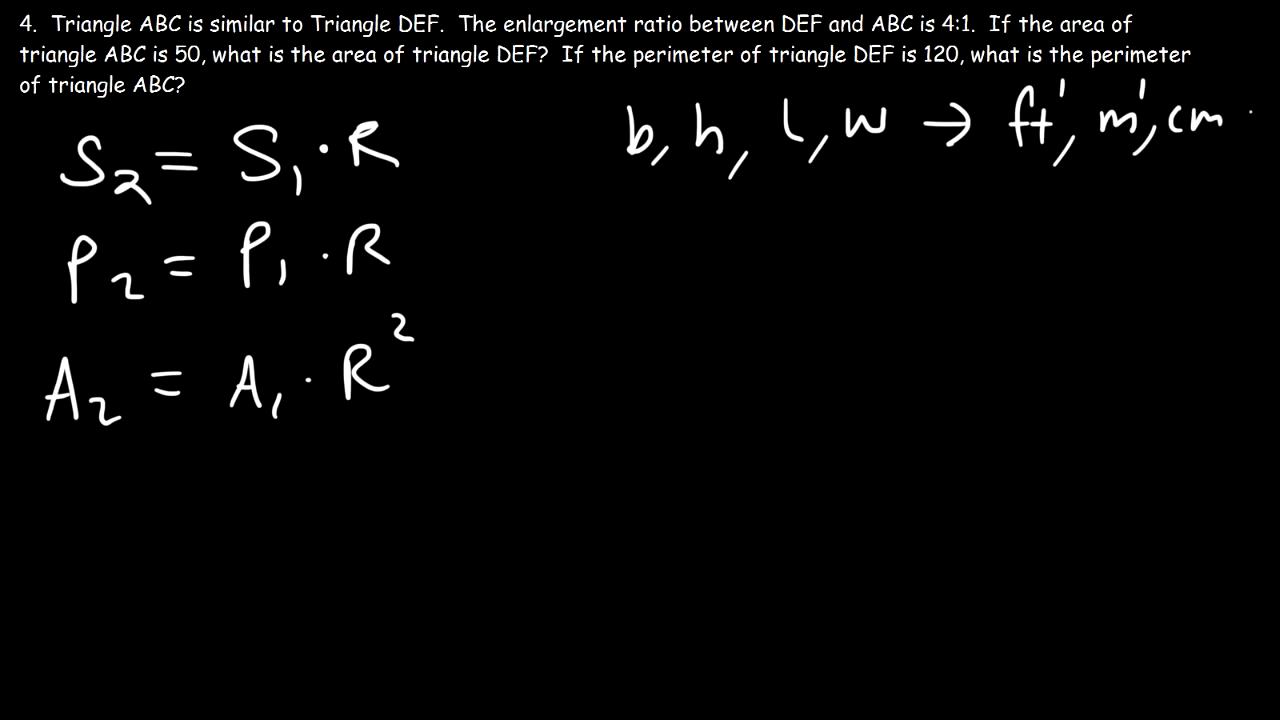 4. Triangle ABC is similar to Triangle DEF. The enlargement ratio between DEF and ABC is 4:1. If the area of
triangle ABC is 50, what is the area of triangle DEF? If the perimeter of triangle DEF is 120, what is the perimeter
of triangle ABC?
b, h, l, w → ft¹, m¹, cm
S₂ = S₁ · R
P₂ = P₁ · R
A₂ = A₁ · R²